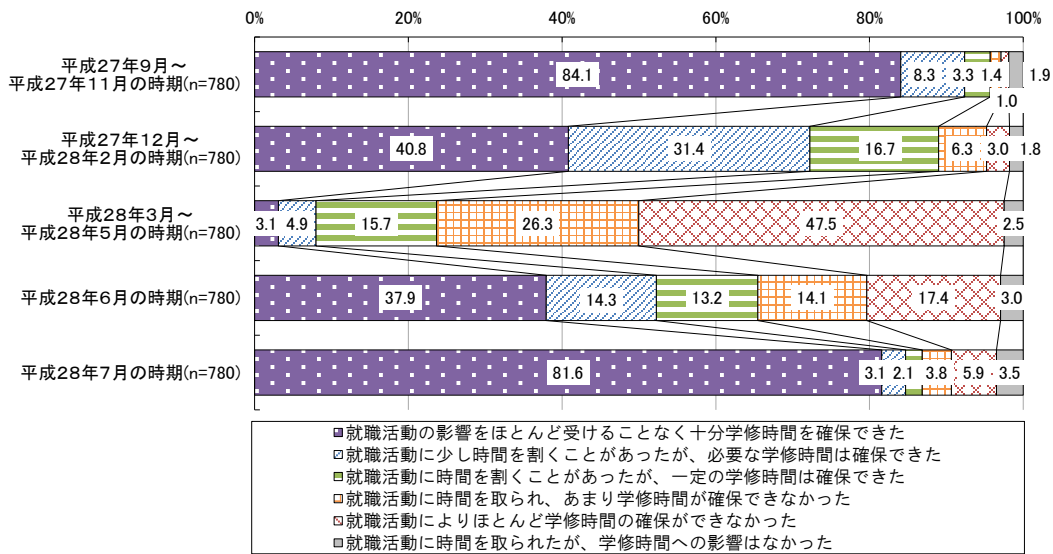 0% 20% 40% 60% 80% 100%
平成27年9月～
平成27年11月の時期(n=780)
84.1 8.3 3.3 1.4 1.0 1.9
平成27年12月～
平成28年2月の時期(n=780)
40.8 31.4 16.7 6.3 3.0 1.8
平成28年3月～
平成28年5月の時期(n=780)
3.1 4.9 15.7 26.3 47.5 2.5
平成28年6月の時期(n=780)
37.9 14.3 13.2 14.1 17.4 3.0
平成28年7月の時期(n=780)
81.6 3.1 2.1 3.8 5.9 3.5
就職活動の影響をほとんど受けることなく十分学修時間を確保できた
就職活動に少し時間を割くことがあったが、必要な学修時間は確保できた
就職活動に時間を割くことがあったが、一定の学修時間は確保できた
就職活動に時間を取られ、あまり学修時間が確保できなかった
就職活動によりほとんど学修時間の確保ができなかった
就職活動に時間を取られたが、学修時間への影響はなかった